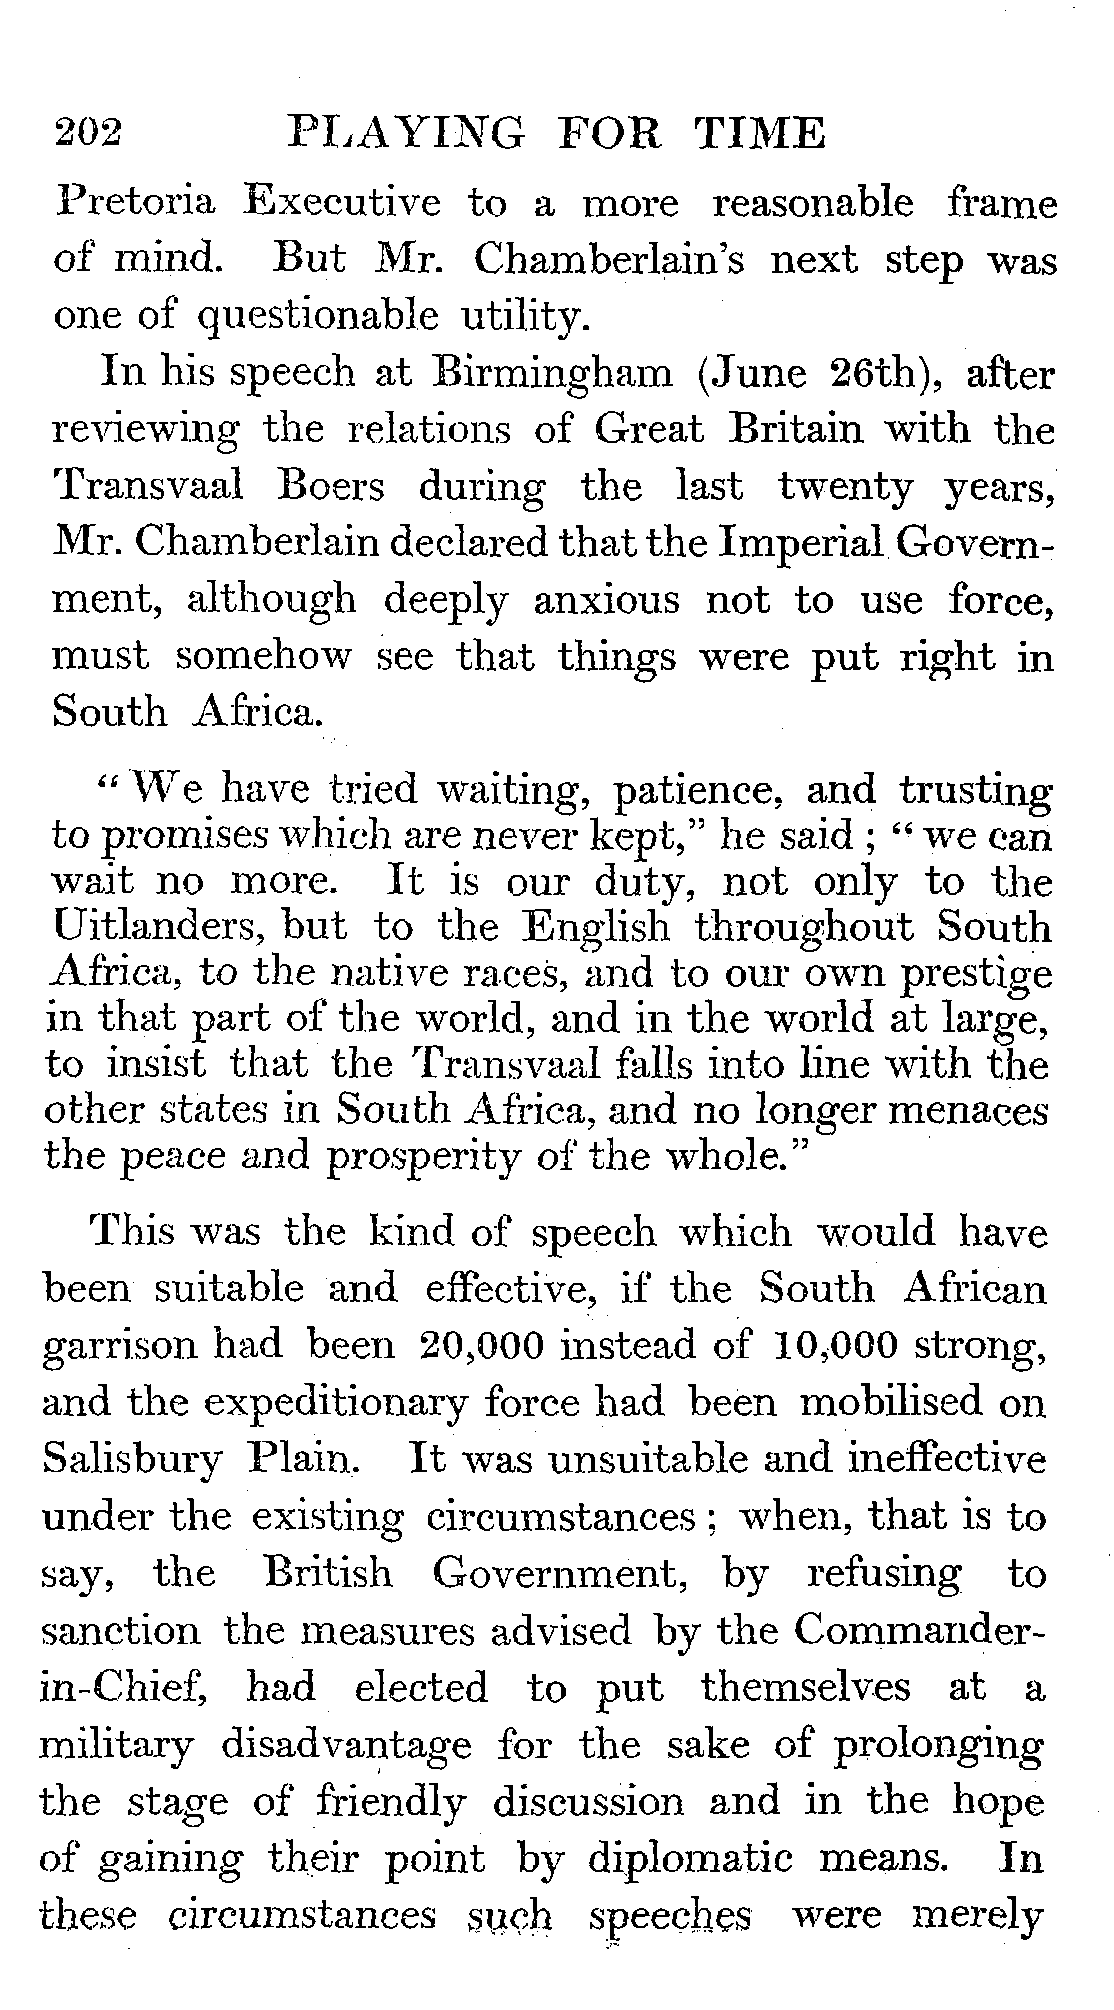 202 PLAYING FOR TIME
Pretoria Executive to a more reasonable frame
of mind. But Mr. Chamberlain's next step was
one of questionable utility.
In his speech at Birmingham (June 26th), after
reviewing the relations of Great Britain with the
Transvaal Boers during the last twenty years,
Mr. Chamberlain declared that the Imperial Govern-
ment, although deeply anxious not to use force,
must somehow see that things were put right in
South Africa.
“ We have tried waiting, patience, and trusting
to promises which are never kept,” he said ; “ we can
wait no more. It is our duty, not only to the
Uitlanders, but to the English throughout South
Africa, to the native races, and to our own prestige
in that part of the world, and in the world at large,
to insist that the Transvaal falls into line with the
other states in South Africa, and no longer menaces
the peace and prosperity of the whole.”
This was the kind of speech which would have
been suitable and effective, if the South African
garrison had been 20,000 instead of 10,000 strong,
and the expeditionary force had been mobilised on
Salisbury Plain. It was unsuitable and ineffective
under the existing circumstances ; when, that is to
say, the British Government, by refusing to
sanction the measures advised by the Commander-
in-Chief, had elected to put themselves at a
military disadvantage for the sake of prolonging
the stage of friendly discussion and in the hope
of gaining their point by diplomatic means. In
these circumstances such speeches were merely